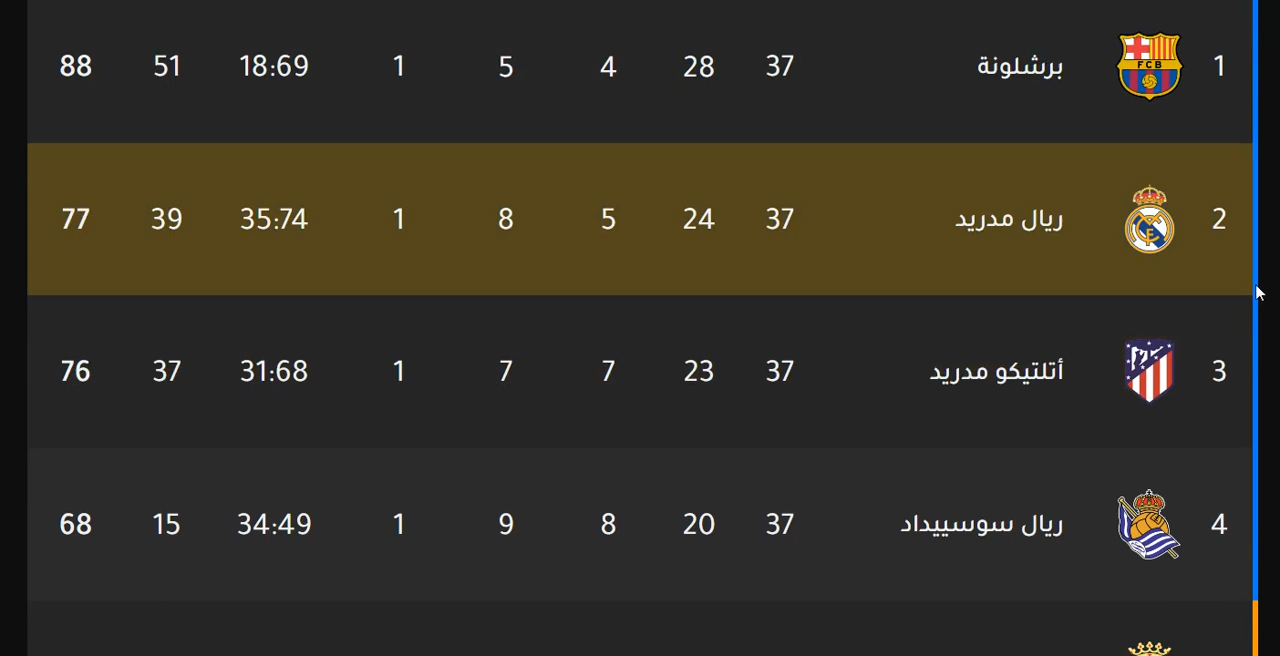 1 FCB برشلونة 37 28 4 5 1 18:69 51 88
2 ريال مدريد 37 24 5 8 1 35:74 39 77
3 أتلتيكو مدريد 37 23 7 7 1 31:68 37 76
4 ريال سوسييداد 37 20 8 9 1 34:49 15 68